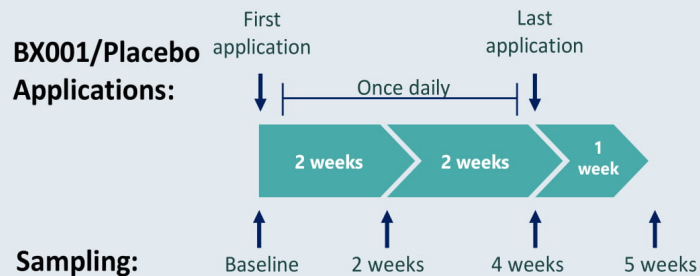 First
application
Last
application
BX001/Placebo
Applications:
Once daily
2 weeks
2 weeks
1
week
Sampling:
Baseline
2 weeks
4 weeks
5 weeks